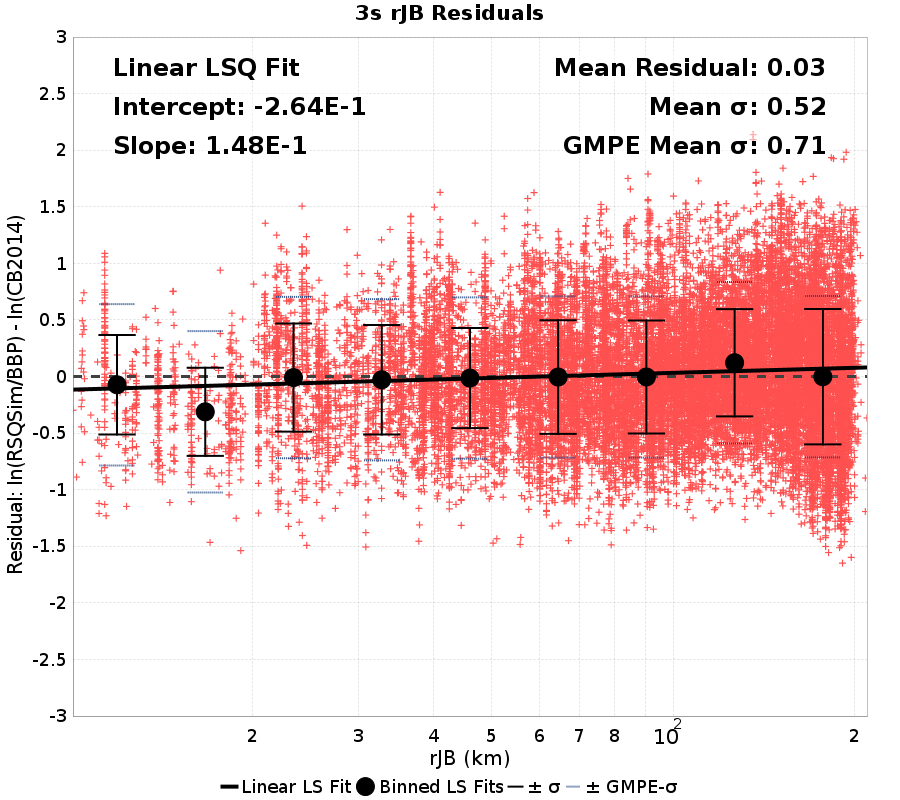 3s rJB Residuals
Linear LSQ Fit
Intercept: -2.64E-1
Slope: 1.48E-1
Mean Residual: 0.03
Mean σ: 0.52
GMPE Mean σ: 0.71
Residual: ln(RSQSim/BBP) - ln(CB2014)
3
2.5
2
1.5
1
0.5
0
-0.5
-1
-1.5
-2
-2.5
-3
2 3 4 5 6 7 8 10² 2
rJB (km)
Linear LS Fit Binned LS Fits ± σ ± GMPE-σ